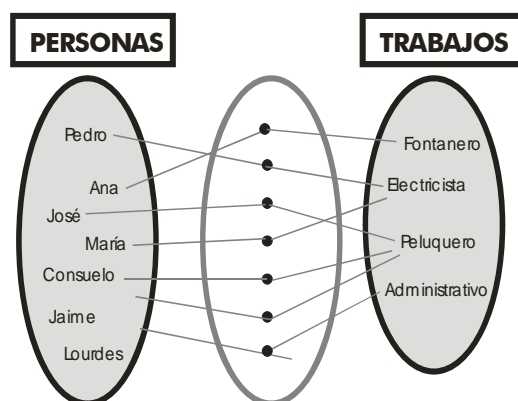 PERSONAS
TRABAJOS
Pedro
Ana
José
María
Consuelo
Jaime
Lourdes
Fontanero
Electricista
Peluquero
Administrativo